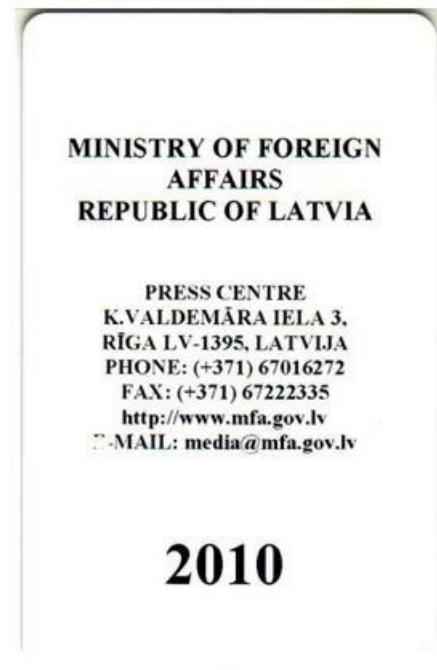 MINISTRY OF FOREIGN
AFFAIRS
REPUBLIC OF LATVIA
PRESS CENTRE
K.VALDEMĀRA IELA 3,
RĪGA LV-1395, LATVIJA
PHONE: (+371) 67016272
FAX: (+371) 67222335
http://www.mfa.gov.lv
E-MAIL: media@mfa.gov.lv
2010